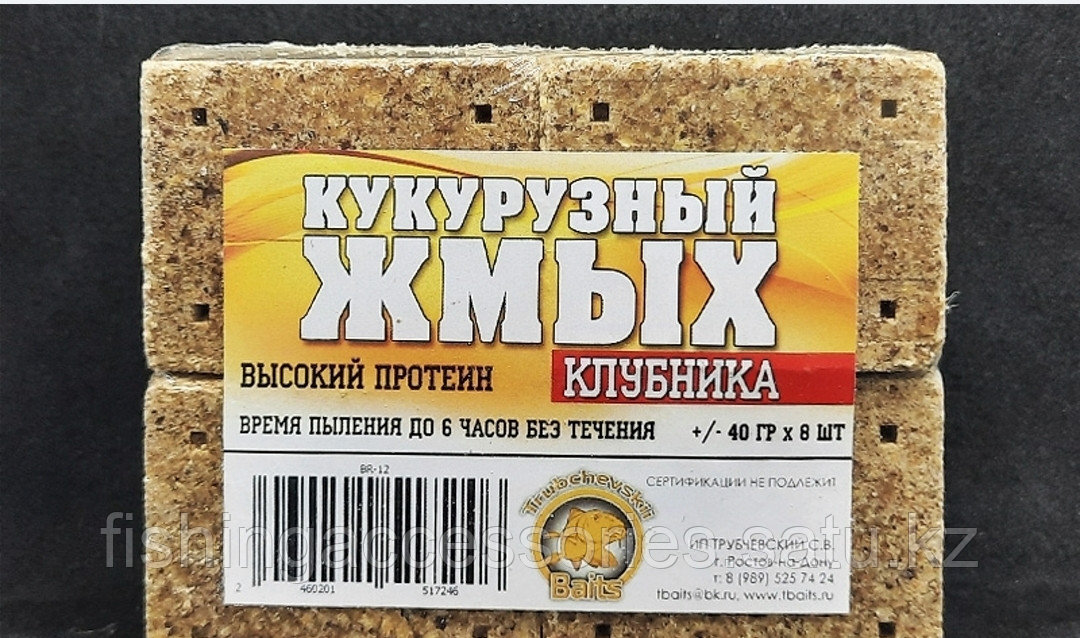 КУКУРУЗНЫЙ
ЖМЫХ
ВЫСОКИЙ ПРОТЕИН
КЛУБНИКА
ВРЕМЯ ПЫЛЕНИЯ ДО 6 ЧАСОВ БЕЗ ТЕЧЕНИЯ
+/- 40 ГР х 8 ШТ
BR-12
2 460201 517246
Trubchevskii
Baits
СЕРТИФИКАЦИИ НЕ ПОДЛЕЖИТ
ИП ТРУБЧЕВСКИЙ С.В.
г. Ростов-на-Дону
т: 8 (989) 525 74 24
tbaits@bk.ru, www.tbaits.ru
fishingaccessories.satu.kz